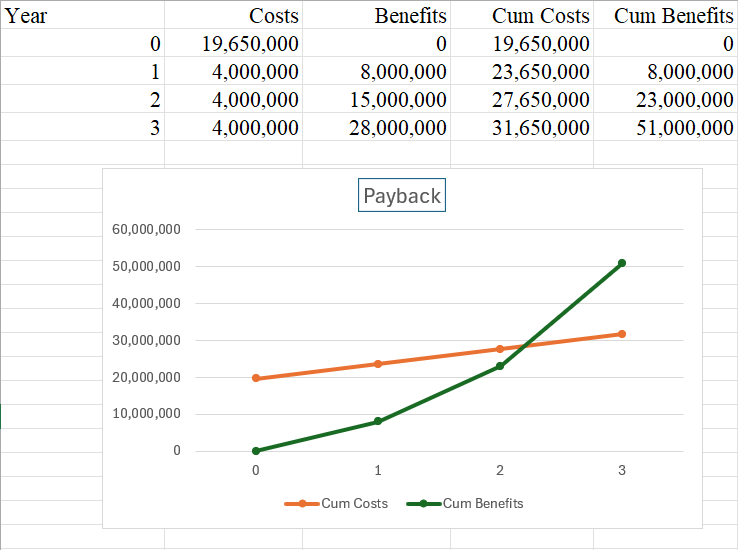 Year Costs Benefits Cum Costs Cum Benefits
0 19,650,000 0 19,650,000 0
1 4,000,000 8,000,000 23,650,000 8,000,000
2 4,000,000 15,000,000 27,650,000 23,000,000
3 4,000,000 28,000,000 31,650,000 51,000,000
Payback
60,000,000
50,000,000
40,000,000
30,000,000
20,000,000
10,000,000
0
0 1 2 3
Cum Costs Cum Benefits